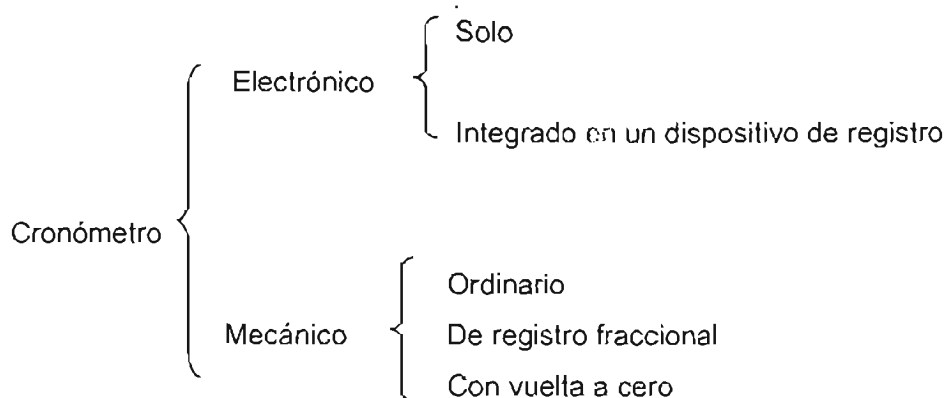 Solo
Electrónico
Integrado en un dispositivo de registro
Cronómetro
Ordinario
Mecánico
De registro fraccional
Con vuelta a cero